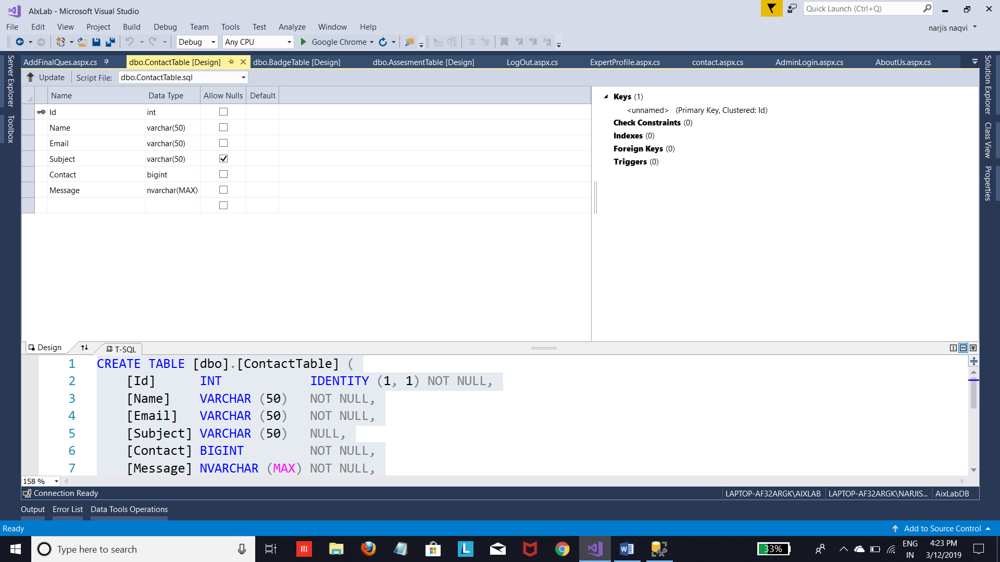 AIxLab - Microsoft Visual Studio
Quick Launch (Ctrl+Q)
File Edit View Project Build Debug Team Tools Test Analyze Window Help
narjis naqvi
Debug Any CPU Google Chrome
AddFinalQues.aspx.cs dbo.ContactTable [Design] dbo.BadgeTable [Design] dbo.AssesmentTable [Design] LogOut.aspx.cs ExpertProfile.aspx.cs contact.aspx.cs AdminLogin.aspx.cs AboutUs.aspx.cs
Server Explorer
Toolbox
Solution Explorer
Class View
Properties
Update Script File: dbo.ContactTable.sql
Name Data Type Allow Nulls Default
Id int
Name varchar(50)
Email varchar(50)
Subject varchar(50)
Contact bigint
Message nvarchar(MAX)
Keys (1)
<unnamed> (Primary Key, Clustered: Id)
Check Constraints (0)
Indexes (0)
Foreign Keys (0)
Triggers (0)
Design T-SQL
1 CREATE TABLE [dbo].[ContactTable] (
2 [Id] INT IDENTITY (1, 1) NOT NULL,
3 [Name] VARCHAR (50) NOT NULL,
4 [Email] VARCHAR (50) NOT NULL,
5 [Subject] VARCHAR (50) NULL,
6 [Contact] BIGINT NOT NULL,
7 [Message] NVARCHAR (MAX) NOT NULL,
158 %
Connection Ready LAPTOP-AF32ARGK\AIXLAB LAPTOP-AF32ARGK\NARJIS... AixLabDB
Output Error List Data Tools Operations
Ready Add to Source Control
Type here to search
33%
ENG
IN
4:23 PM
3/12/2019